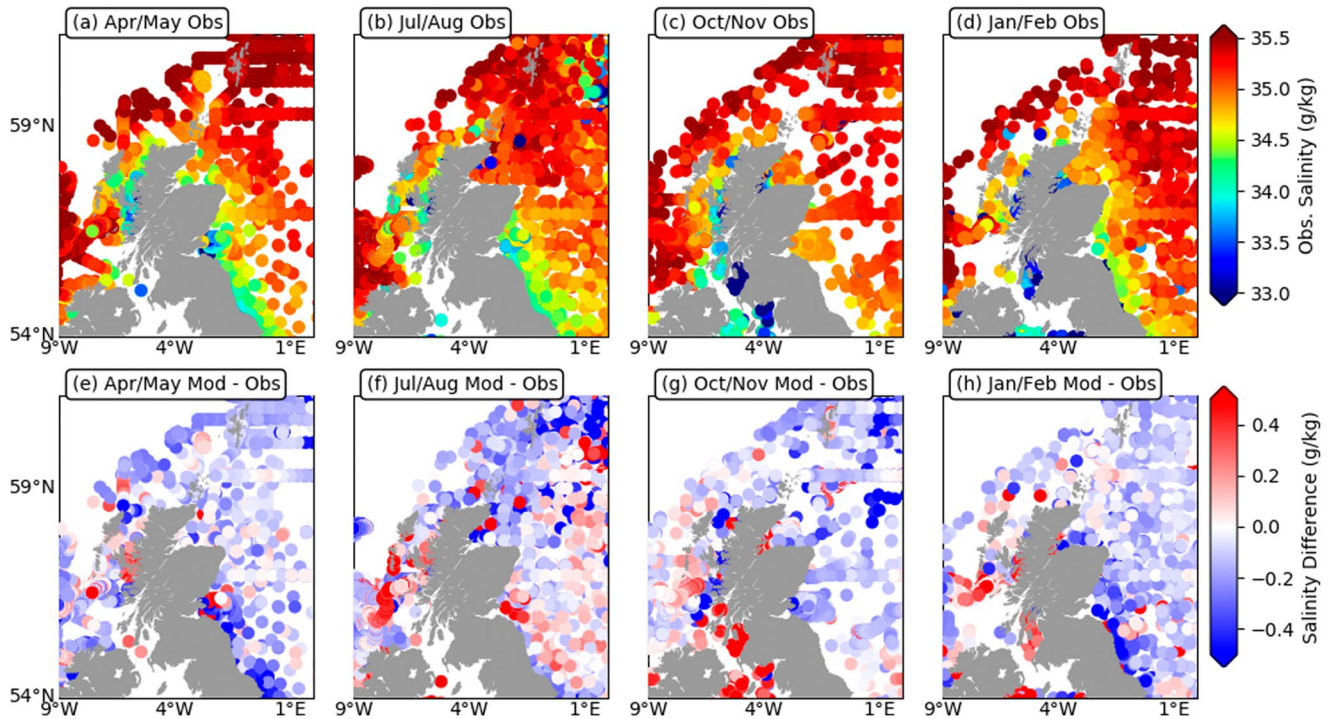 (a) Apr/May Obs
(b) Jul/Aug Obs
(c) Oct/Nov Obs
(d) Jan/Feb Obs
59°N
54°N
9°W 4°W 1°E
9°W 4°W 1°E
9°W 4°W 1°E
9°W 4°W 1°E
35.5
35.0
34.5
34.0
33.5
33.0
Obs. Salinity (g/kg)
(e) Apr/May Mod - Obs
(f) Jul/Aug Mod - Obs
(g) Oct/Nov Mod - Obs
(h) Jan/Feb Mod - Obs
59°N
54°N
9°W 4°W 1°E
9°W 4°W 1°E
9°W 4°W 1°E
9°W 4°W 1°E
0.4
0.2
0.0
−0.2
−0.4
Salinity Difference (g/kg)